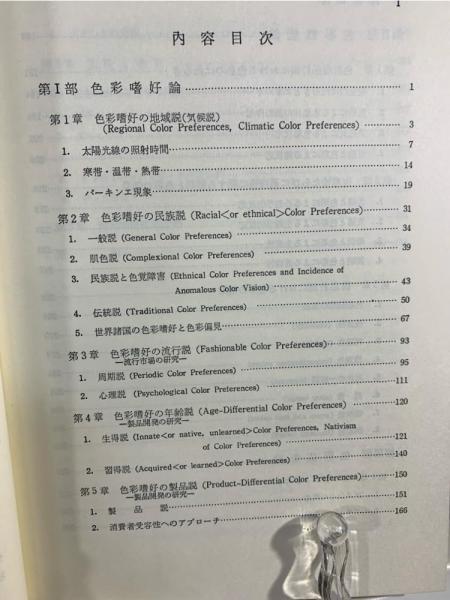 1
内容目次
第Ⅰ部 色彩嗜好論……1
第1章 色彩嗜好の地域説(気候説)
(Regional Color Preferences, Climatic Color Preferences)……3
1. 太陽光線の照射時間……7
2. 寒帯・温帯・熱帯……14
3. パーキンエ現象……19
第2章 色彩嗜好の民族説 (Racial<or ethnical>Color Preferences)……31
1. 一般説 (General Color Preferences)……34
2. 肌色説 (Complexional Color Preferences)……39
3. 民族説と色覚障害 (Ethnical Color Preferences and Incidence of
Anomalous Color Vision)……43
4. 伝統説 (Traditional Color Preferences)……50
5. 世界諸国の色彩嗜好と色彩偏見……67
第3章 色彩嗜好の流行説 (Fashionable Color Preferences)……93
―流行市場の研究―
1. 周期説 (Periodic Color Preferences)……95
2. 心理説 (Psychological Color Preferences)……111
第4章 色彩嗜好の年齢説 (Age-Differential Color Preferences)……120
―製品開発の研究―
1. 生得説 (Innate<or native, unlearned>Color Preferences, Nativism
of Color Preferences)……121
2. 習得説 (Acquired<or learned>Color Preferences)……140
第5章 色彩嗜好の製品説 (Product-Differential Color Preferences)……150
―製品開発の研究―
1. 製品説……151
2. 消費者受容性へのアプローチ……166